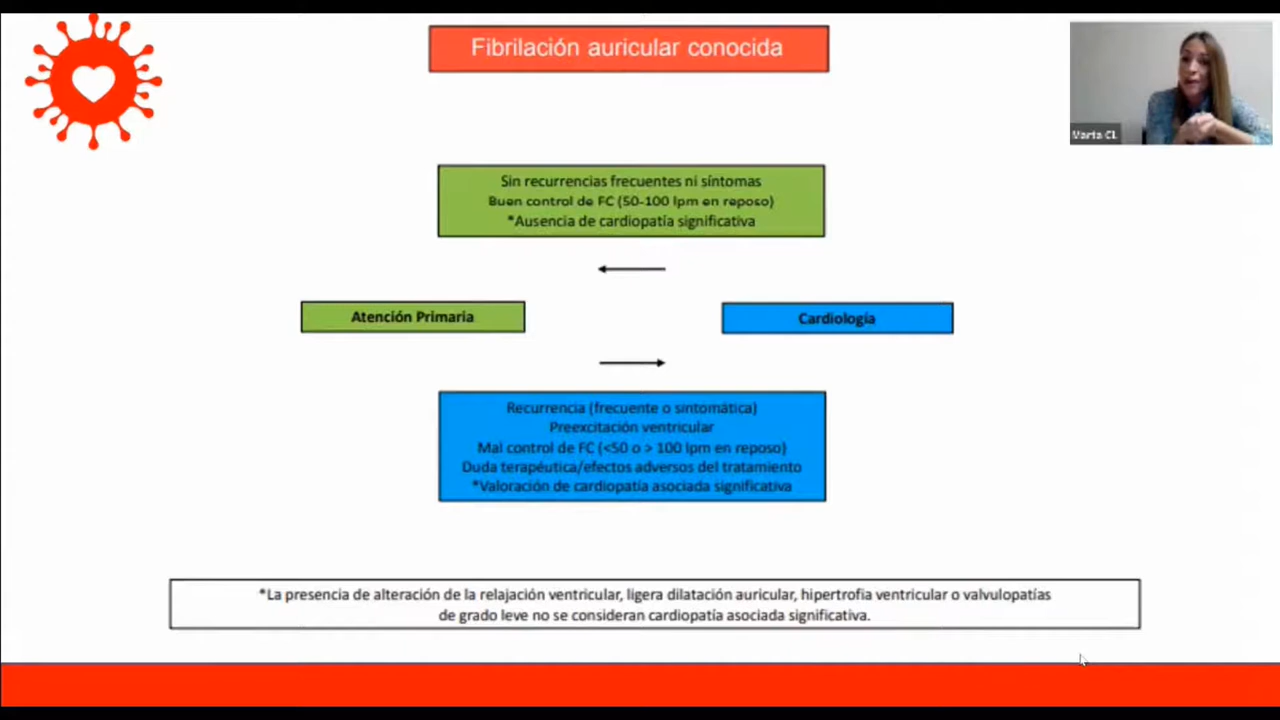 Fibrilación auricular conocida
Marta CL
Sin recurrencias frecuentes ni síntomas
Buen control de FC (50-100 lpm en reposo)
*Ausencia de cardiopatía significativa
Atención Primaria
Cardiología
Recurrencia (frecuente o sintomática)
Preexcitación ventricular
Mal control de FC (<50 o > 100 lpm en reposo)
Duda terapéutica/efectos adversos del tratamiento
*Valoración de cardiopatía asociada significativa
*La presencia de alteración de la relajación ventricular, ligera dilatación auricular, hipertrofia ventricular o valvulopatías
de grado leve no se consideran cardiopatía asociada significativa.